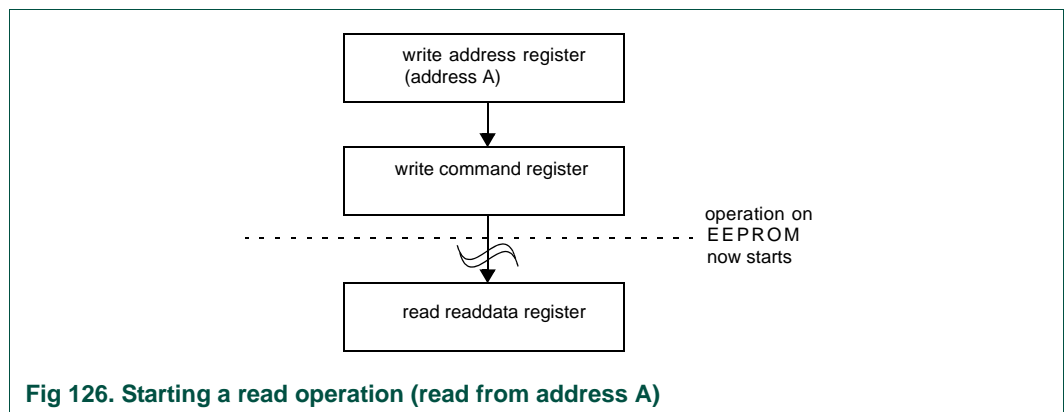 write address register
(address A)
write command register
operation on
EEPROM
now starts
read readdata register
Fig 126. Starting a read operation (read from address A)